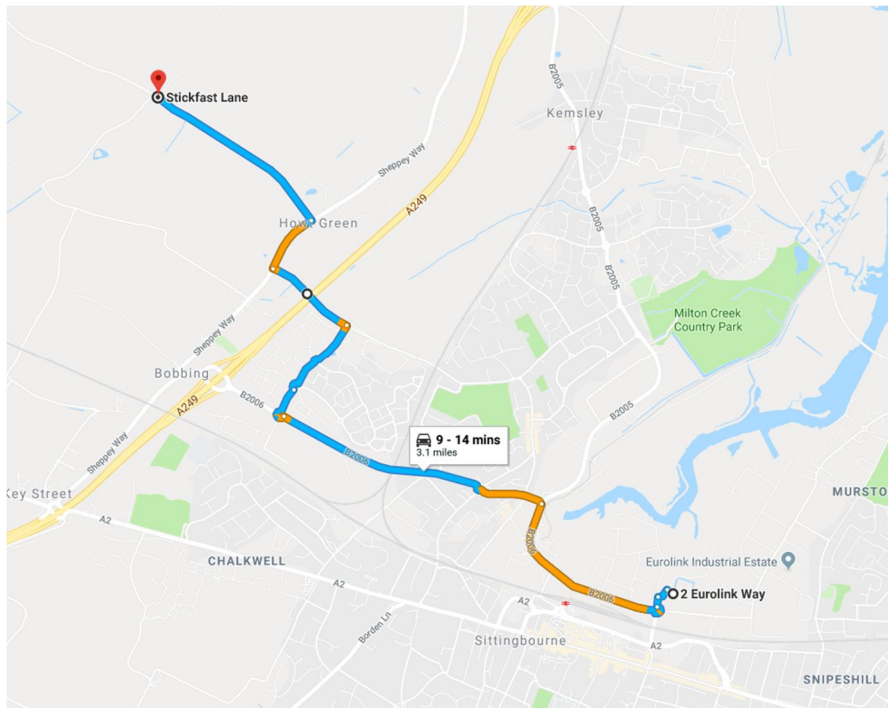 Stickfast Lane
B2005
Kemsley
Sheppey Way
A249
Howt Green
B2005
Milton Creek
Country Park
Sheppey Way
Bobbing
B2006
A249
B2005
9 - 14 mins
3.1 miles
B2006
Sheppey Way
Key Street
A2
MURSTO
B2006
Eurolink Industrial Estate
CHALKWELL
A2
B2006
2 Eurolink Way
A2
Borden Ln
Sittingbourne
A2
SNIPESHILL